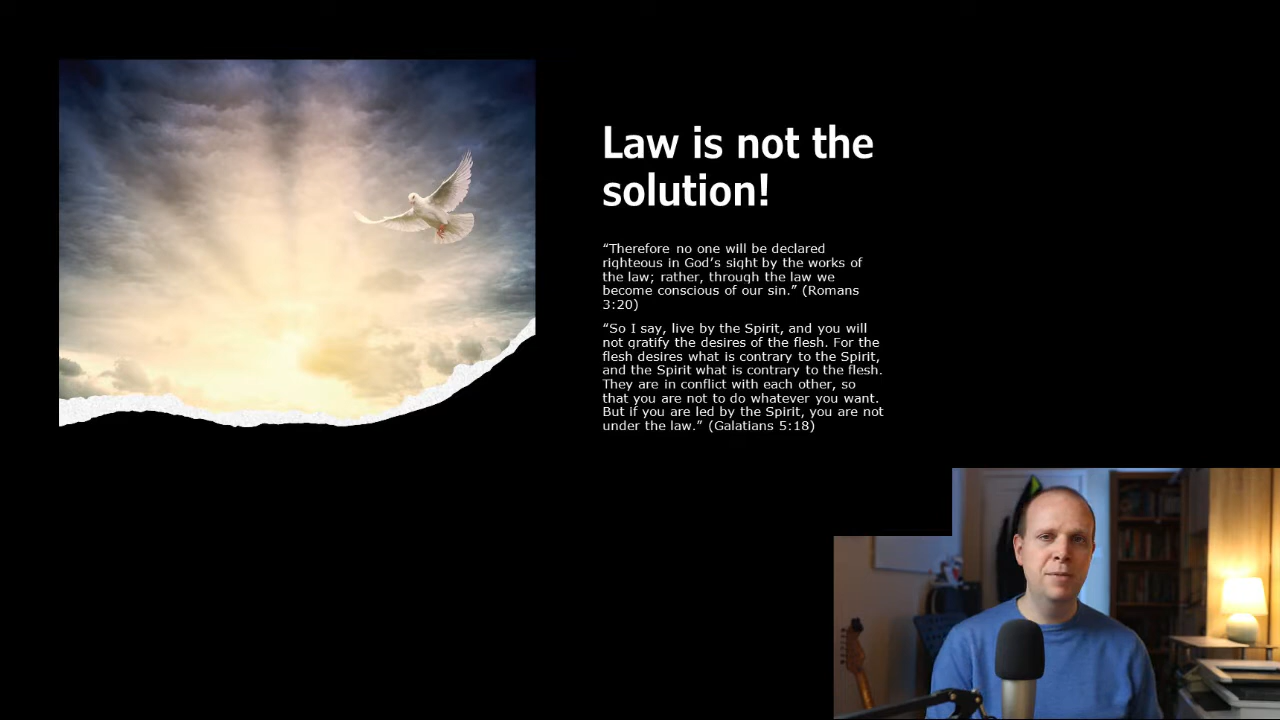 Law is not the
solution!
“Therefore no one will be declared
righteous in God’s sight by the works of
the law; rather, through the law we
become conscious of our sin.” (Romans
3:20)
“So I say, live by the Spirit, and you will
not gratify the desires of the flesh. For the
flesh desires what is contrary to the Spirit,
and the Spirit what is contrary to the flesh.
They are in conflict with each other, so
that you are not to do whatever you want.
But if you are led by the Spirit, you are not
under the law.” (Galatians 5:18)